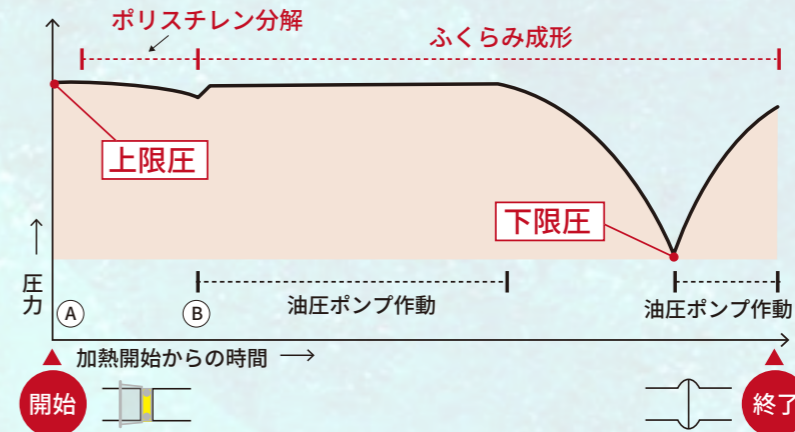 ポリスチレン分解
ふくらみ成形
上限圧
下限圧
圧力
A
B
油圧ポンプ作動
油圧ポンプ作動
加熱開始からの時間
開始
終了